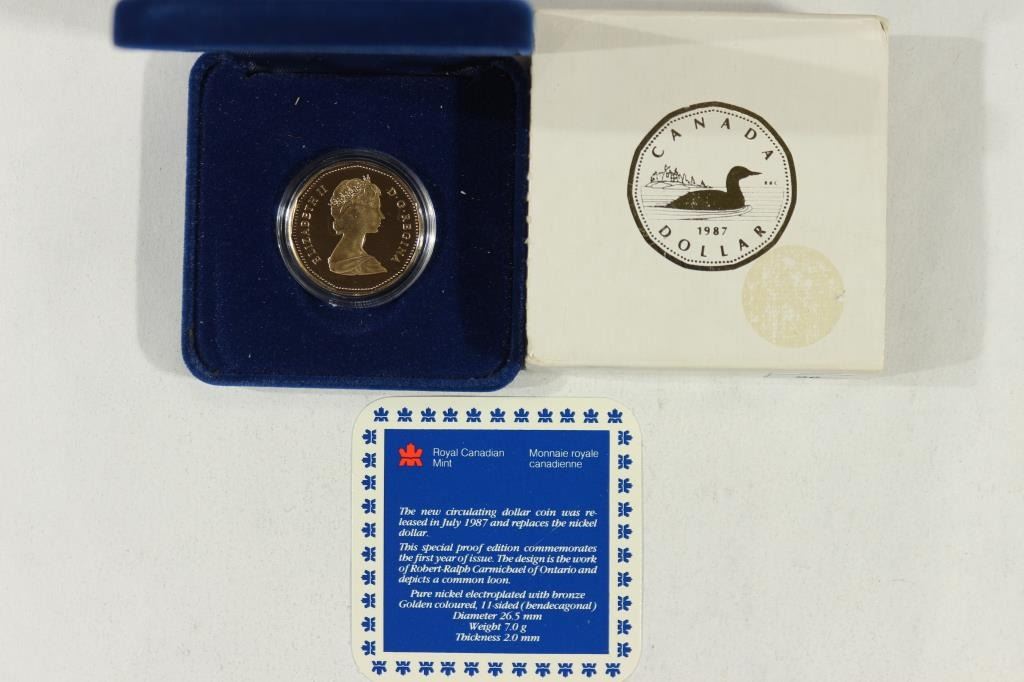 ELIZABETH II D·G·REGINA
CANADA
RRC
1987
DOLLAR
Royal Canadian
Mint
Monnaie royale
canadienne
The new circulating dollar coin was re-
leased in July 1987 and replaces the nickel
dollar.
This special proof edition commemorates
the first year of issue. The design is the work
of Robert-Ralph Carmichael of Ontario and
depicts a common loon.
Pure nickel electroplated with bronze
Golden coloured, 11-sided (hendecagonal)
Diameter 26.5 mm
Weight 7.0 g
Thickness 2.0 mm